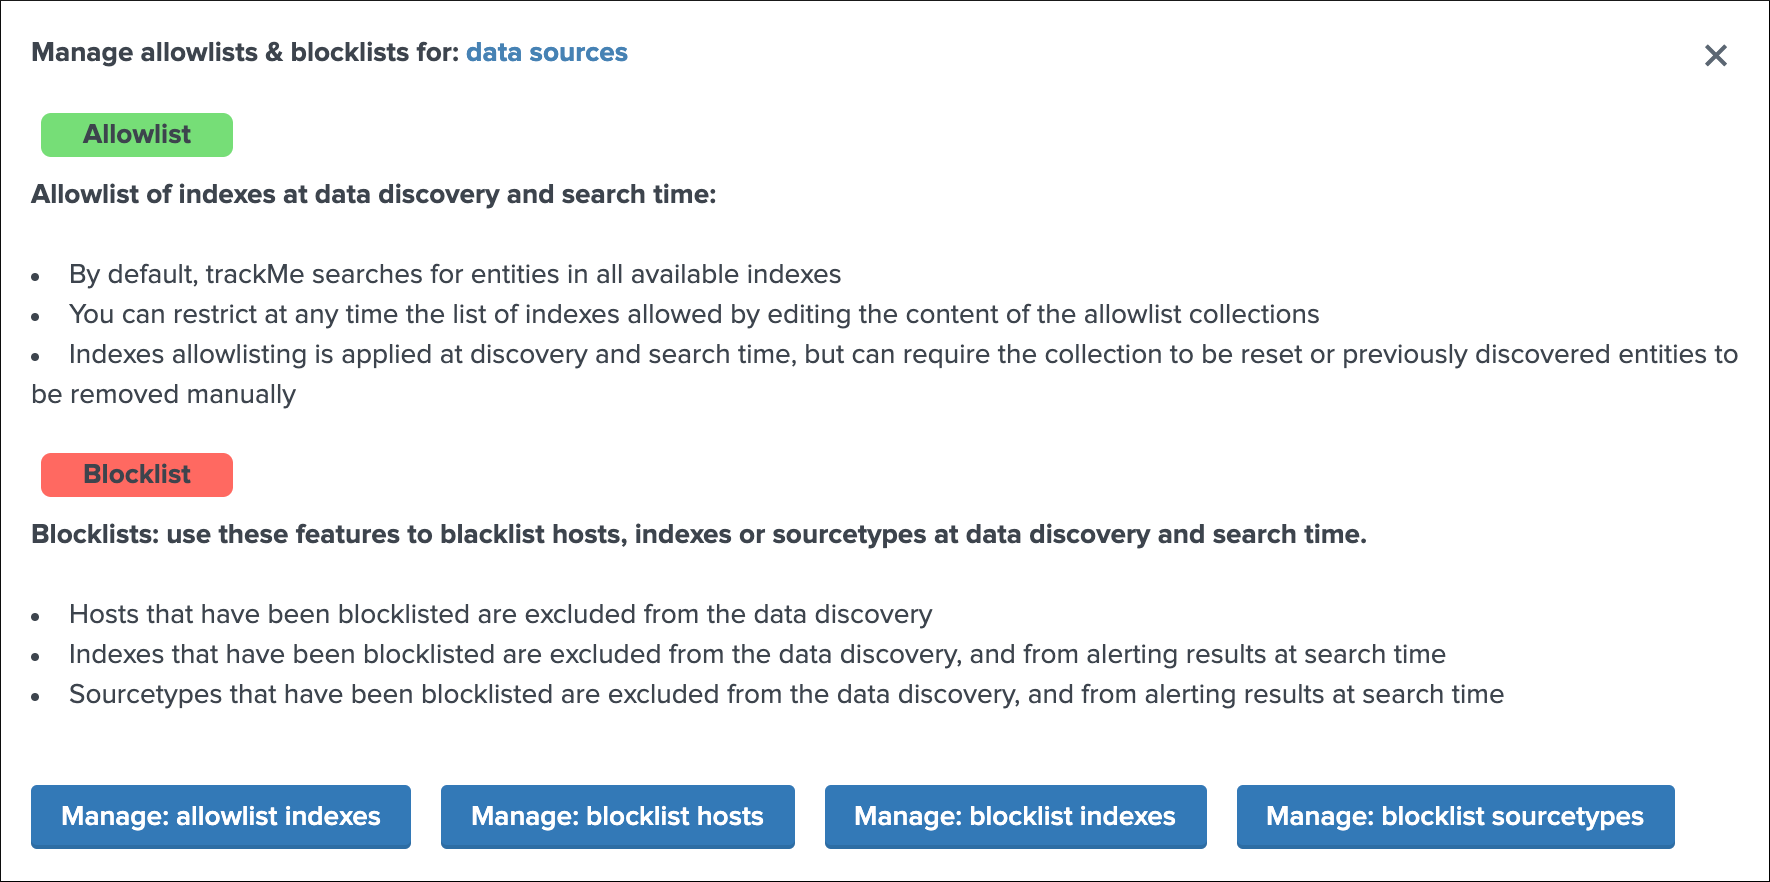 Manage allowlists & blocklists for: data sources
Allowlist
Allowlist of indexes at data discovery and search time:
• By default, trackMe searches for entities in all available indexes
• You can restrict at any time the list of indexes allowed by editing the content of the allowlist collections
• Indexes allowlisting is applied at discovery and search time, but can require the collection to be reset or previously discovered entities to
be removed manually
Blocklist
Blocklists: use these features to blacklist hosts, indexes or sourcetypes at data discovery and search time.
• Hosts that have been blocklisted are excluded from the data discovery
• Indexes that have been blocklisted are excluded from the data discovery, and from alerting results at search time
• Sourcetypes that have been blocklisted are excluded from the data discovery, and from alerting results at search time
Manage: allowlist indexes
Manage: blocklist hosts
Manage: blocklist indexes
Manage: blocklist sourcetypes